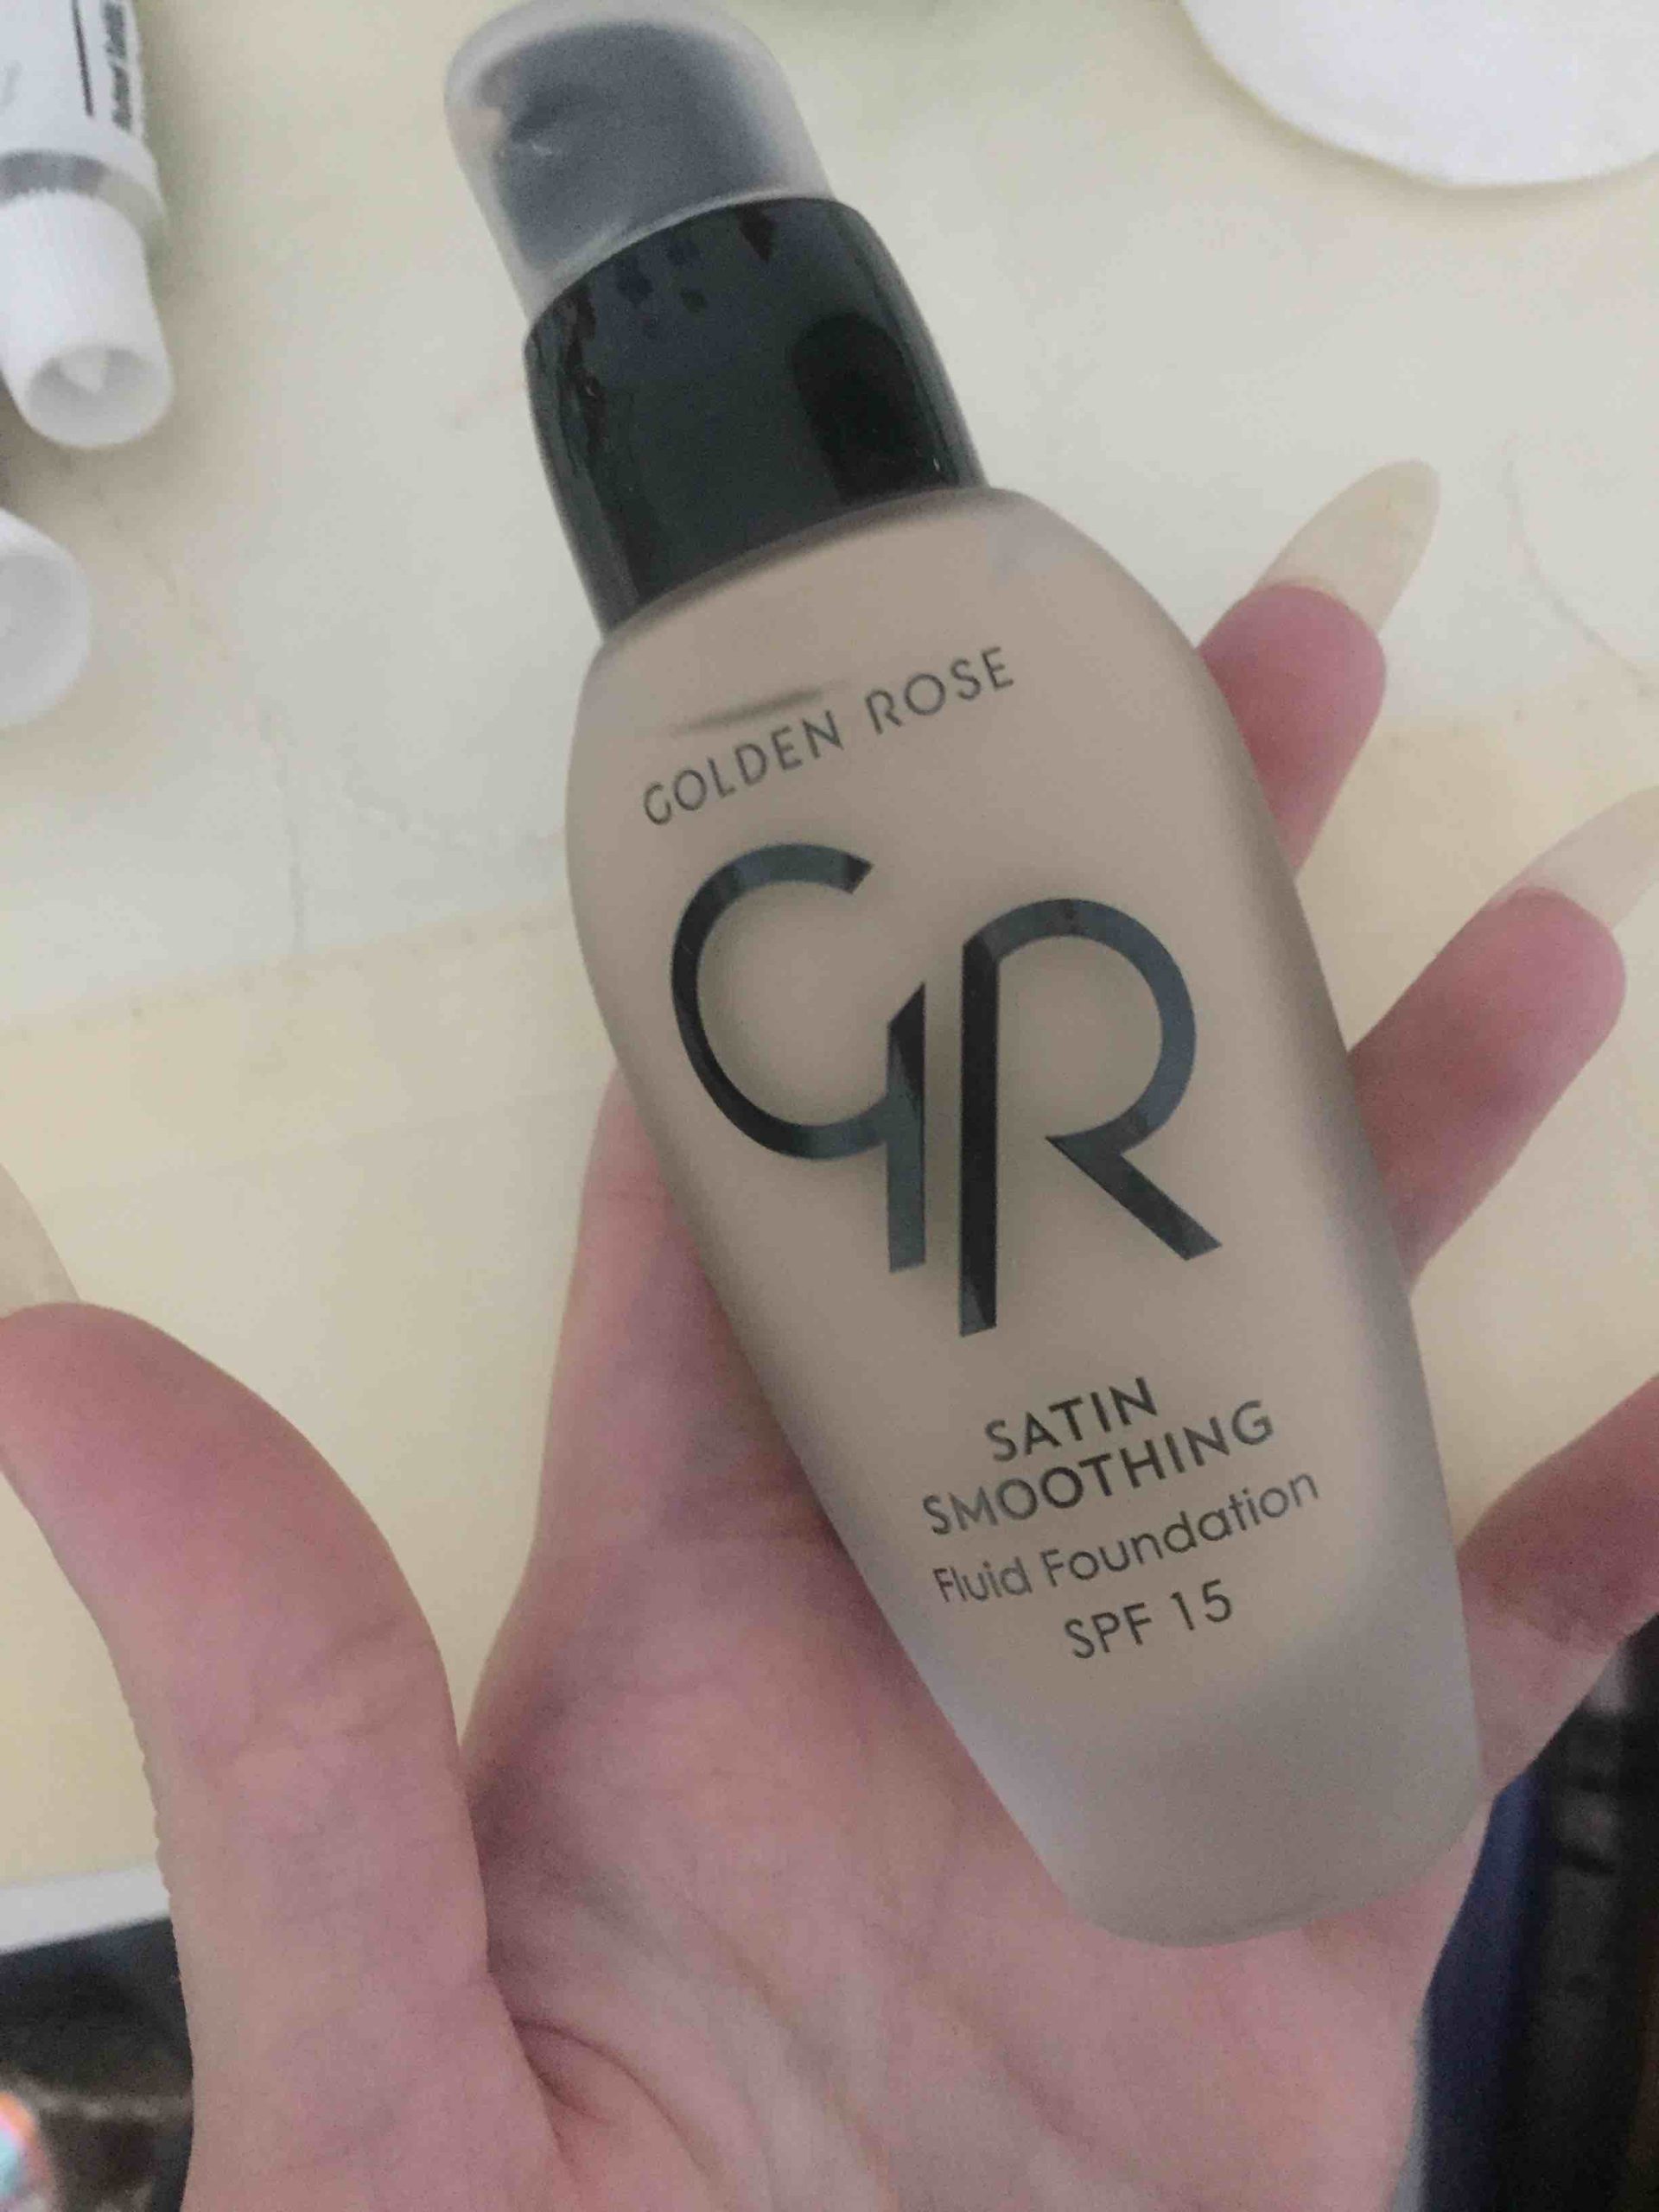 GOLDEN ROSE
GR
SATIN
SMOOTHING
Fluid Foundation
SPF 15